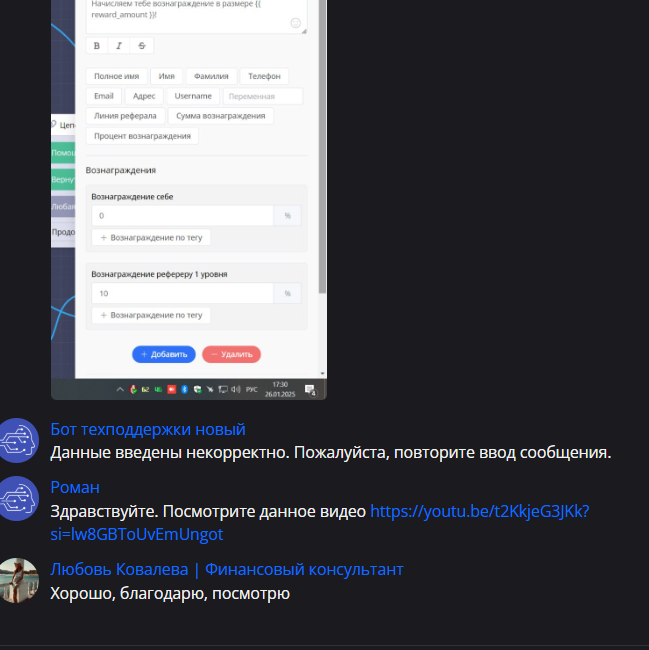 Начисляем тебе вознаграждение в размере {{
reward_amount }}!
B I S
Полное имя Имя Фамилия Телефон
Email Адрес Username Переменная
Линия реферала Сумма вознаграждения
Процент вознаграждения
Цеп
Помощ
Верну
Любая
Продо
Вознаграждения
Вознаграждение себе
0 %
+ Вознаграждение по тегу
Вознаграждение рефереру 1 уровня
10 %
+ Вознаграждение по тегу
+ Добавить — Удалить
РУС 17:30
26.01.2025
4
Бот техподдержки новый
Данные введены некорректно. Пожалуйста, повторите ввод сообщения.
Роман
Здравствуйте. Посмотрите данное видео https://youtu.be/t2KkjeG3JKk?
si=lw8GBToUvEmUngot
Любовь Ковалева | Финансовый консультант
Хорошо, благодарю, посмотрю